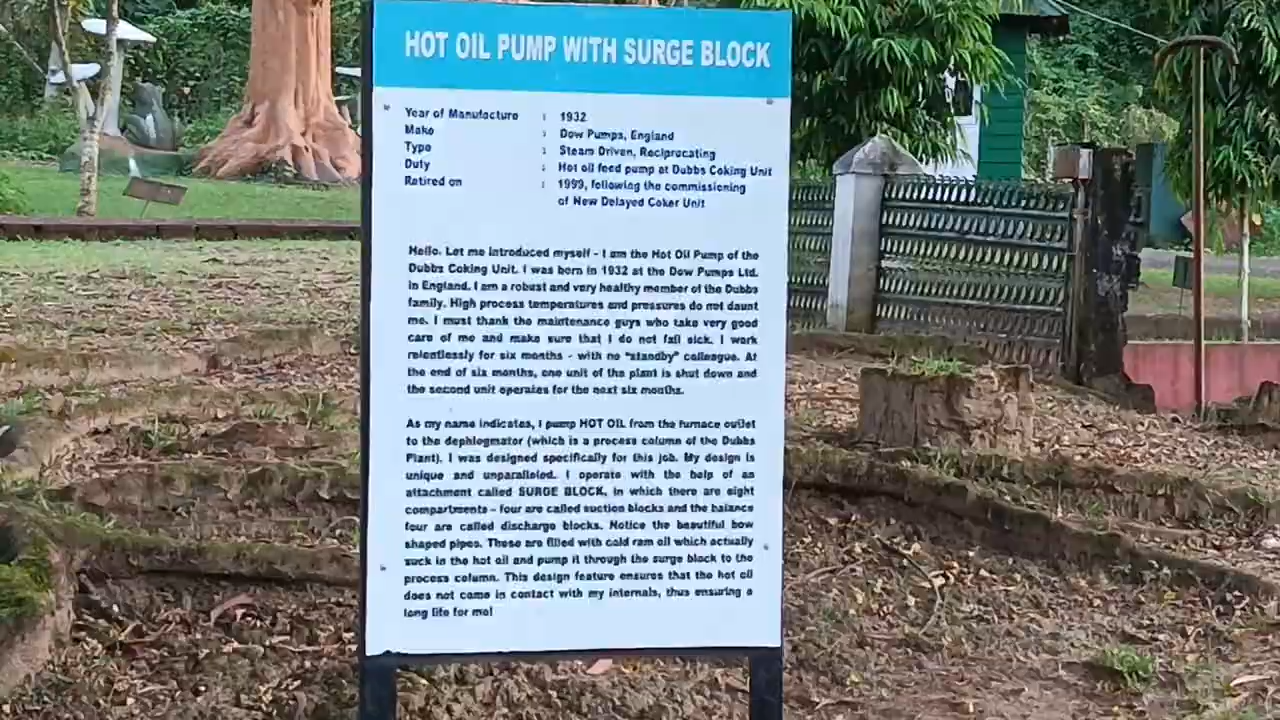 HOT OIL PUMP WITH SURGE BLOCK
Year of Manufacture : 1932
Make : Dow Pumps, England
Type : Steam Driven, Reciprocating
Duty : Hot oil feed pump at Dubbs Coking Unit
Retired on : 1999, following the commissioning
of New Delayed Coker Unit
Hello. Let me introduced myself - I am the Hot Oil Pump of the
Dubbs Coking Unit. I was born in 1932 at the Dow Pumps Ltd.
in England. I am a robust and very healthy member of the Dubbs
family. High process temperatures and pressures do not daunt
me. I must thank the maintenance guys who take very good
care of me and make sure that I do not fall sick. I work
relentlessly for six months - with no "standby" colleague. At
the end of six months, one unit of the plant is shut down and
the second unit operates for the next six months.
As my name indicates, I pump HOT OIL from the furnace outlet
to the dephlegmator (which is a process column of the Dubbs
Plant). I was designed specifically for this job. My design is
unique and unparalleled. I operate with the help of an
attachment called SURGE BLOCK, in which there are eight
compartments - four are called suction blocks and the balance
four are called discharge blocks. Notice the beautiful bow
shaped pipes. These are filled with cold ram oil which actually
suck in the hot oil and pump it through the surge block to the
process column. This design feature ensures that the hot oil
does not come in contact with my internals, thus ensuring a
long life for me!